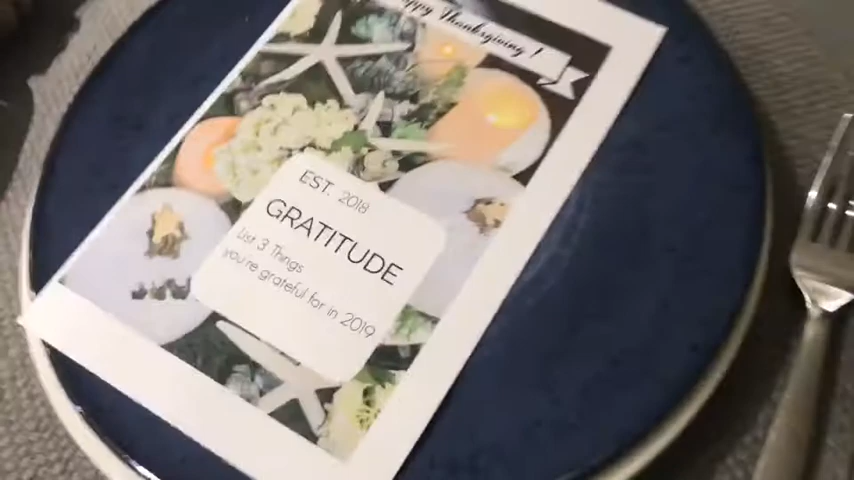 Happy Thanksgiving!
EST. 2018
GRATITUDE
List 3 Things
you're grateful for in 2019